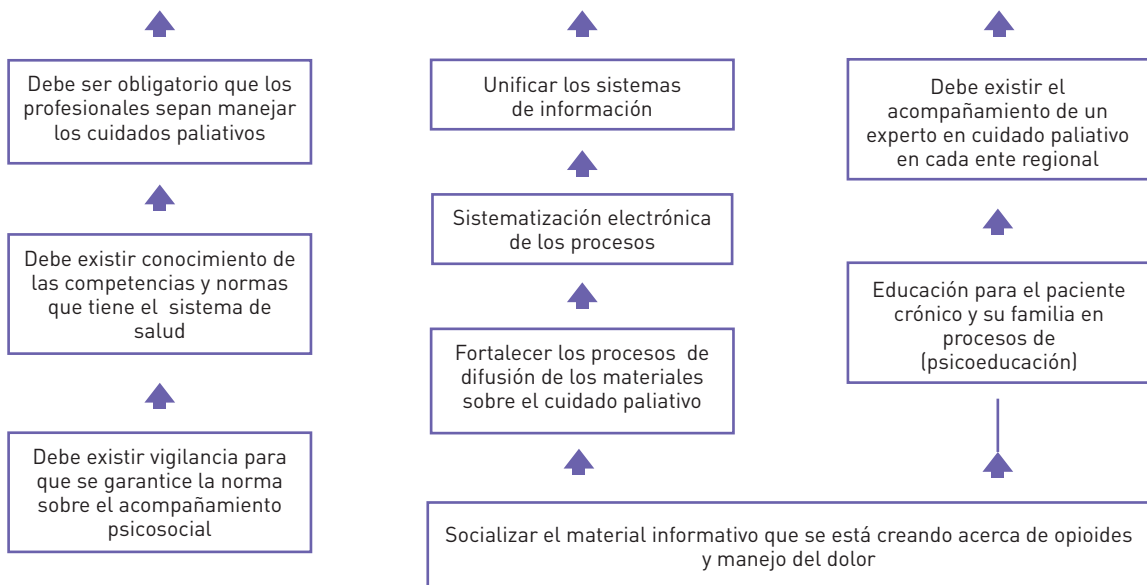 Debe ser obligatorio que los
profesionales sepan manejar
los cuidados paliativos
Debe existir conocimiento de
las competencias y normas
que tiene el sistema de
salud
Debe existir vigilancia para
que se garantice la norma
sobre el acompañamiento
psicosocial
Unificar los sistemas
de información
Sistematización electrónica
de los procesos
Fortalecer los procesos de
difusión de los materiales
sobre el cuidado paliativo
Debe existir el
acompañamiento de un
experto en cuidado paliativo
en cada ente regional
Educación para el paciente
crónico y su familia en
procesos de
(psicoeducación)
Socializar el material informativo que se está creando acerca de opioides
y manejo del dolor